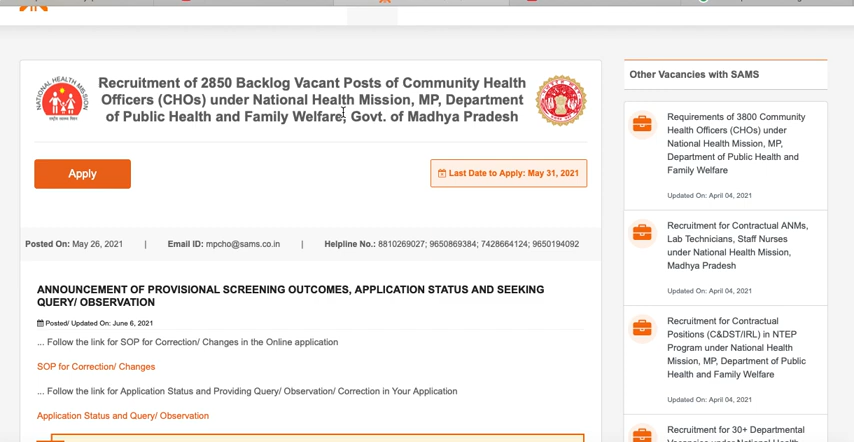 Recruitment of 2850 Backlog Vacant Posts of Community Health
Officers (CHOs) under National Health Mission, MP, Department
of Public Health and Family Welfare, Govt. of Madhya Pradesh
NATIONAL HEALTH MISSION
Apply
Last Date to Apply: May 31, 2021
Posted On: May 26, 2021 | Email ID: mpcho@sams.co.in | Helpline No.: 8810269027; 9650869384; 7428664124; 9650194092
ANNOUNCEMENT OF PROVISIONAL SCREENING OUTCOMES, APPLICATION STATUS AND SEEKING
QUERY/ OBSERVATION
Posted/ Updated On: June 6, 2021
... Follow the link for SOP for Correction/ Changes in the Online application
SOP for Correction/ Changes
... Follow the link for Application Status and Providing Query/ Observation/ Correction in Your Application
Application Status and Query/ Observation
Other Vacancies with SAMS
Requirements of 3800 Community
Health Officers (CHOs) under
National Health Mission, MP,
Department of Public Health and
Family Welfare
Updated On: April 04, 2021
Recruitment for Contractual ANMs,
Lab Technicians, Staff Nurses
under National Health Mission,
Madhya Pradesh
Updated On: April 04, 2021
Recruitment for Contractual
Positions (C&DST/IRL) in NTEP
Program under National Health
Mission, MP, Department of Public
Health and Family Welfare
Updated On: April 04, 2021
Recruitment for 30+ Departmental